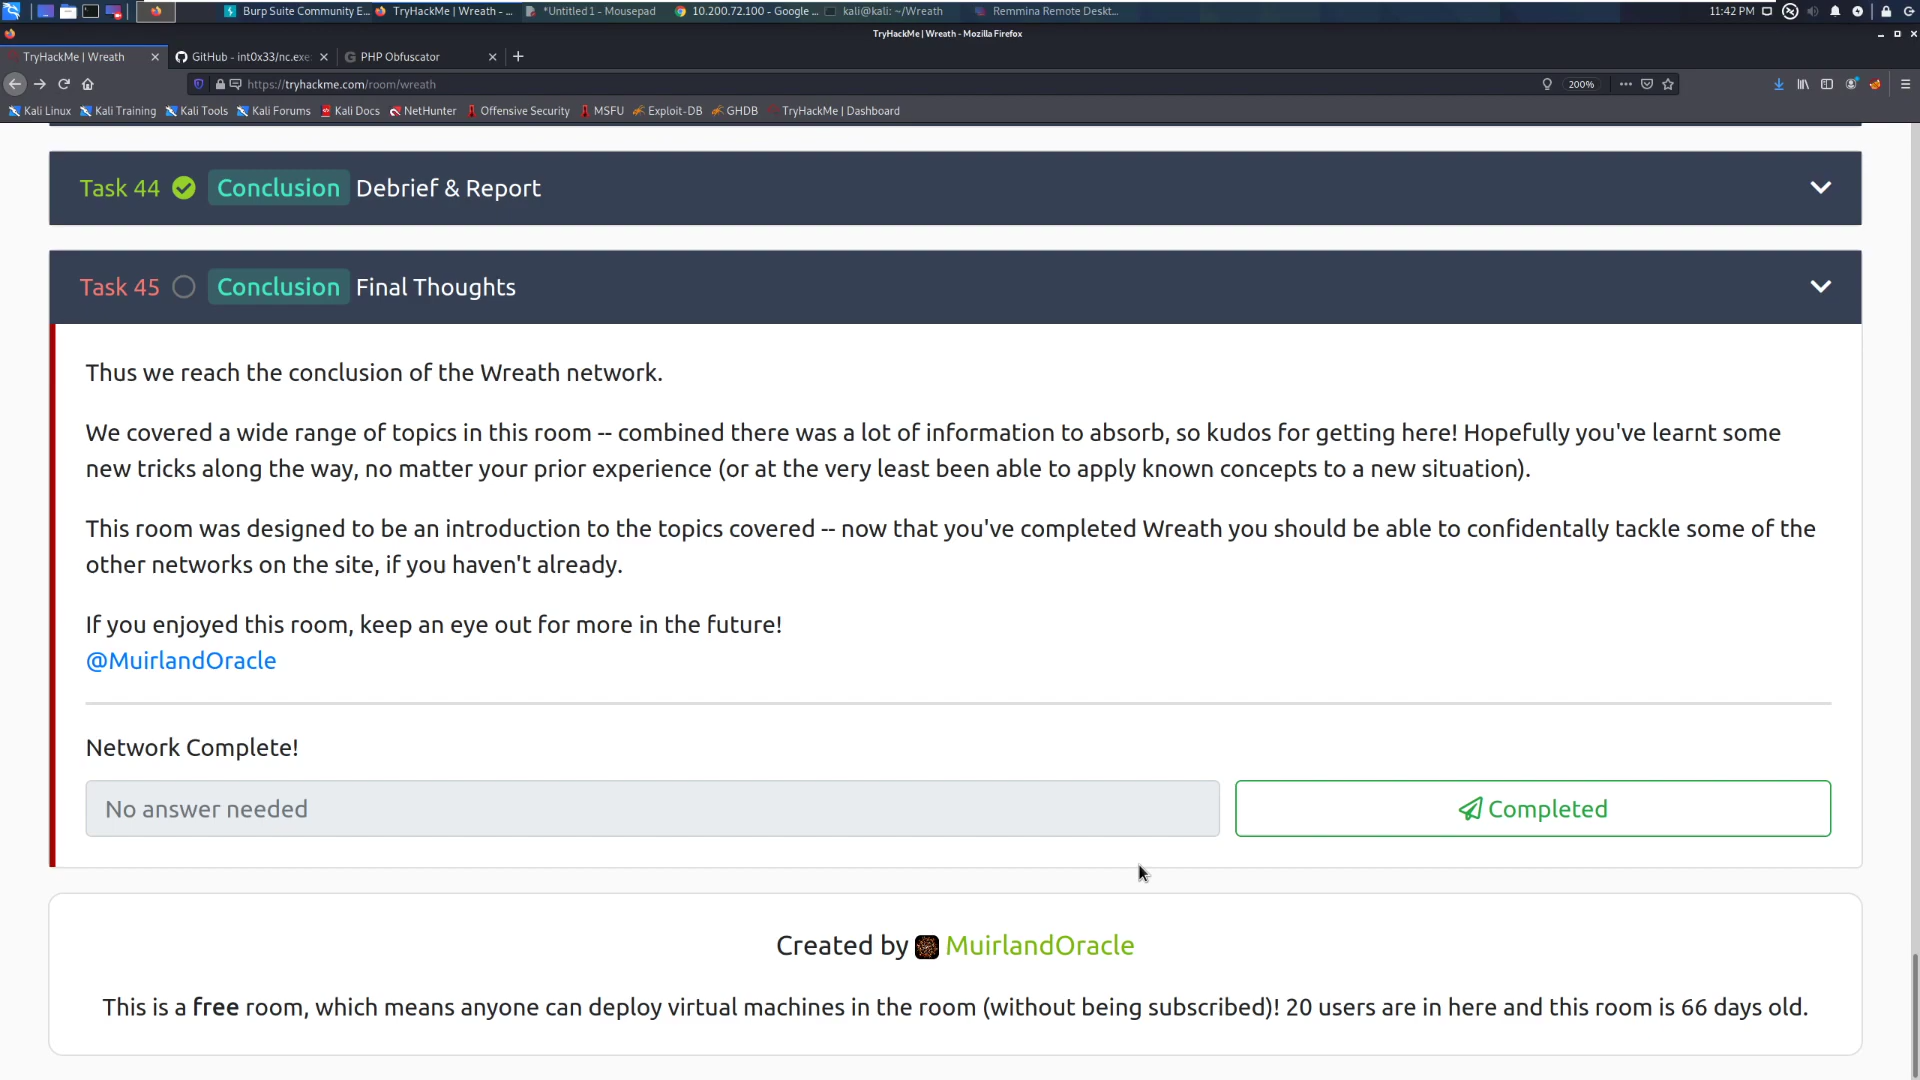 Burp Suite Community E...
TryHackMe | Wreath - ...
*Untitled 1 - Mousepad
10.200.72.100 - Google ...
kali@kali: ~/Wreath
Remmina Remote Deskt...
11:42 PM
TryHackMe | Wreath - Mozilla Firefox
TryHackMe | Wreath
GitHub - int0x33/nc.exe:
PHP Obfuscator
https://tryhackme.com/room/wreath
200%
Kali Linux
Kali Training
Kali Tools
Kali Forums
Kali Docs
NetHunter
Offensive Security
MSFU
Exploit-DB
GHDB
TryHackMe | Dashboard
Task 44 Conclusion Debrief & Report
Task 45 Conclusion Final Thoughts
Thus we reach the conclusion of the Wreath network.
We covered a wide range of topics in this room -- combined there was a lot of information to absorb, so kudos for getting here! Hopefully you've learnt some
new tricks along the way, no matter your prior experience (or at the very least been able to apply known concepts to a new situation).
This room was designed to be an introduction to the topics covered -- now that you've completed Wreath you should be able to confidentally tackle some of the
other networks on the site, if you haven't already.
If you enjoyed this room, keep an eye out for more in the future!
@MuirlandOracle
Network Complete!
No answer needed
Completed
Created by MuirlandOracle
This is a free room, which means anyone can deploy virtual machines in the room (without being subscribed)! 20 users are in here and this room is 66 days old.